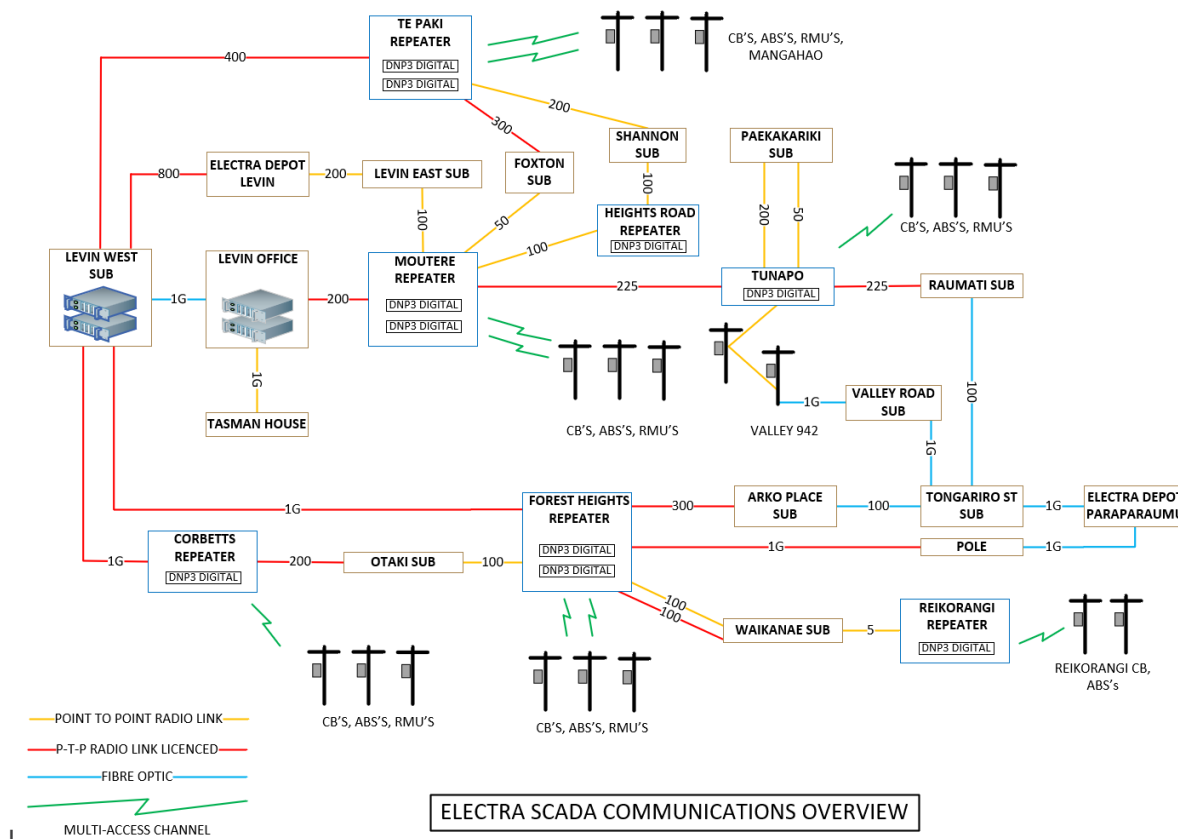 TE PAKI
REPEATER
DNP3 DIGITAL
DNP3 DIGITAL
CB'S, ABS'S, RMU'S,
MANGAHAO
400
200
300
SHANNON
SUB
PAEKAKARIKI
SUB
ELECTRA DEPOT
LEVIN
800
200
LEVIN EAST SUB
FOXTON
SUB
100
100
50
200
50
HEIGHTS ROAD
REPEATER
DNP3 DIGITAL
100
CB'S, ABS'S, RMU'S
LEVIN WEST
SUB
1G
LEVIN OFFICE
200
MOUTERE
REPEATER
DNP3 DIGITAL
DNP3 DIGITAL
225
TUNAPO
DNP3 DIGITAL
225
RAUMATI SUB
1G
TASMAN HOUSE
CB'S, ABS'S, RMU'S
VALLEY 942
1G
VALLEY ROAD
SUB
100
1G
1G
FOREST HEIGHTS
REPEATER
DNP3 DIGITAL
DNP3 DIGITAL
300
ARKO PLACE
SUB
100
TONGARIRO ST
SUB
1G
ELECTRA DEPOT
PARAPARAUMU
1G
POLE
1G
1G
CORBETTS
REPEATER
DNP3 DIGITAL
200
OTAKI SUB
100
100
100
WAIKANAE SUB
5
REIKORANGI
REPEATER
DNP3 DIGITAL
REIKORANGI CB,
ABS's
CB'S, ABS'S, RMU'S
CB'S, ABS'S, RMU'S
POINT TO POINT RADIO LINK
P-T-P RADIO LINK LICENCED
FIBRE OPTIC
MULTI-ACCESS CHANNEL
ELECTRA SCADA COMMUNICATIONS OVERVIEW